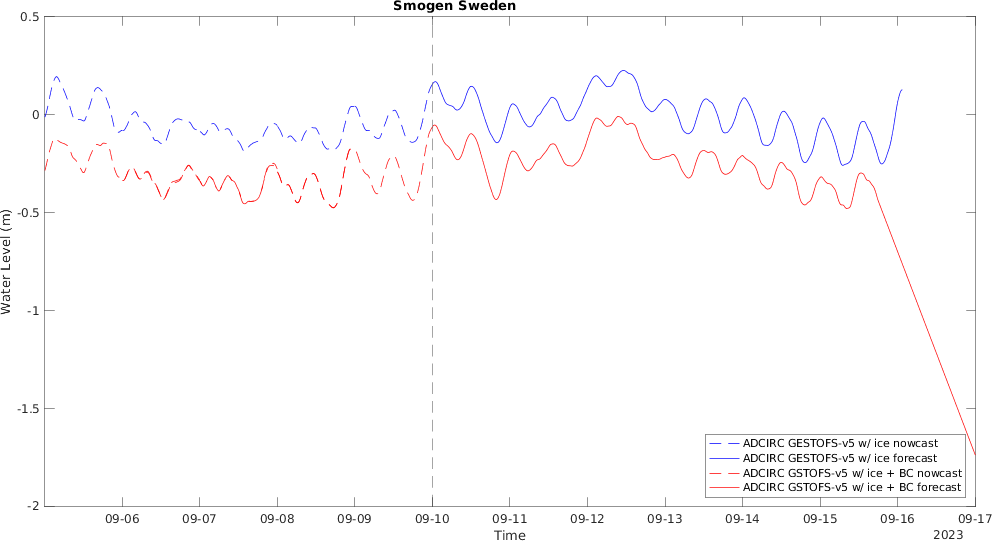 Smogen Sweden
0.5
0
-0.5
-1
-1.5
-2
Water Level (m)
09-06 09-07 09-08 09-09 09-10 09-11 09-12 09-13 09-14 09-15 09-16 09-17
Time
2023
ADCIRC GESTOFS-v5 w/ ice nowcast
ADCIRC GESTOFS-v5 w/ ice forecast
ADCIRC GSTOFS-v5 w/ ice + BC nowcast
ADCIRC GSTOFS-v5 w/ ice + BC forecast